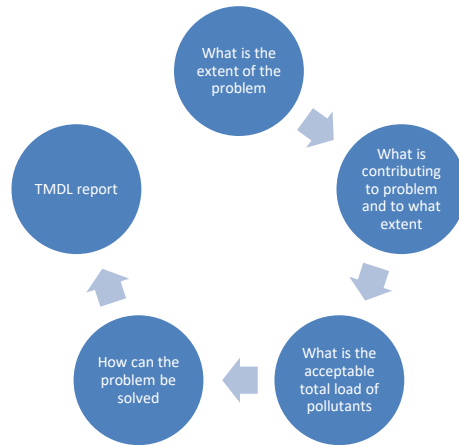 What is the
extent of the
problem
What is
contributing
to problem
and to what
extent
What is the
acceptable
total load of
pollutants
How can the
problem be
solved
TMDL report